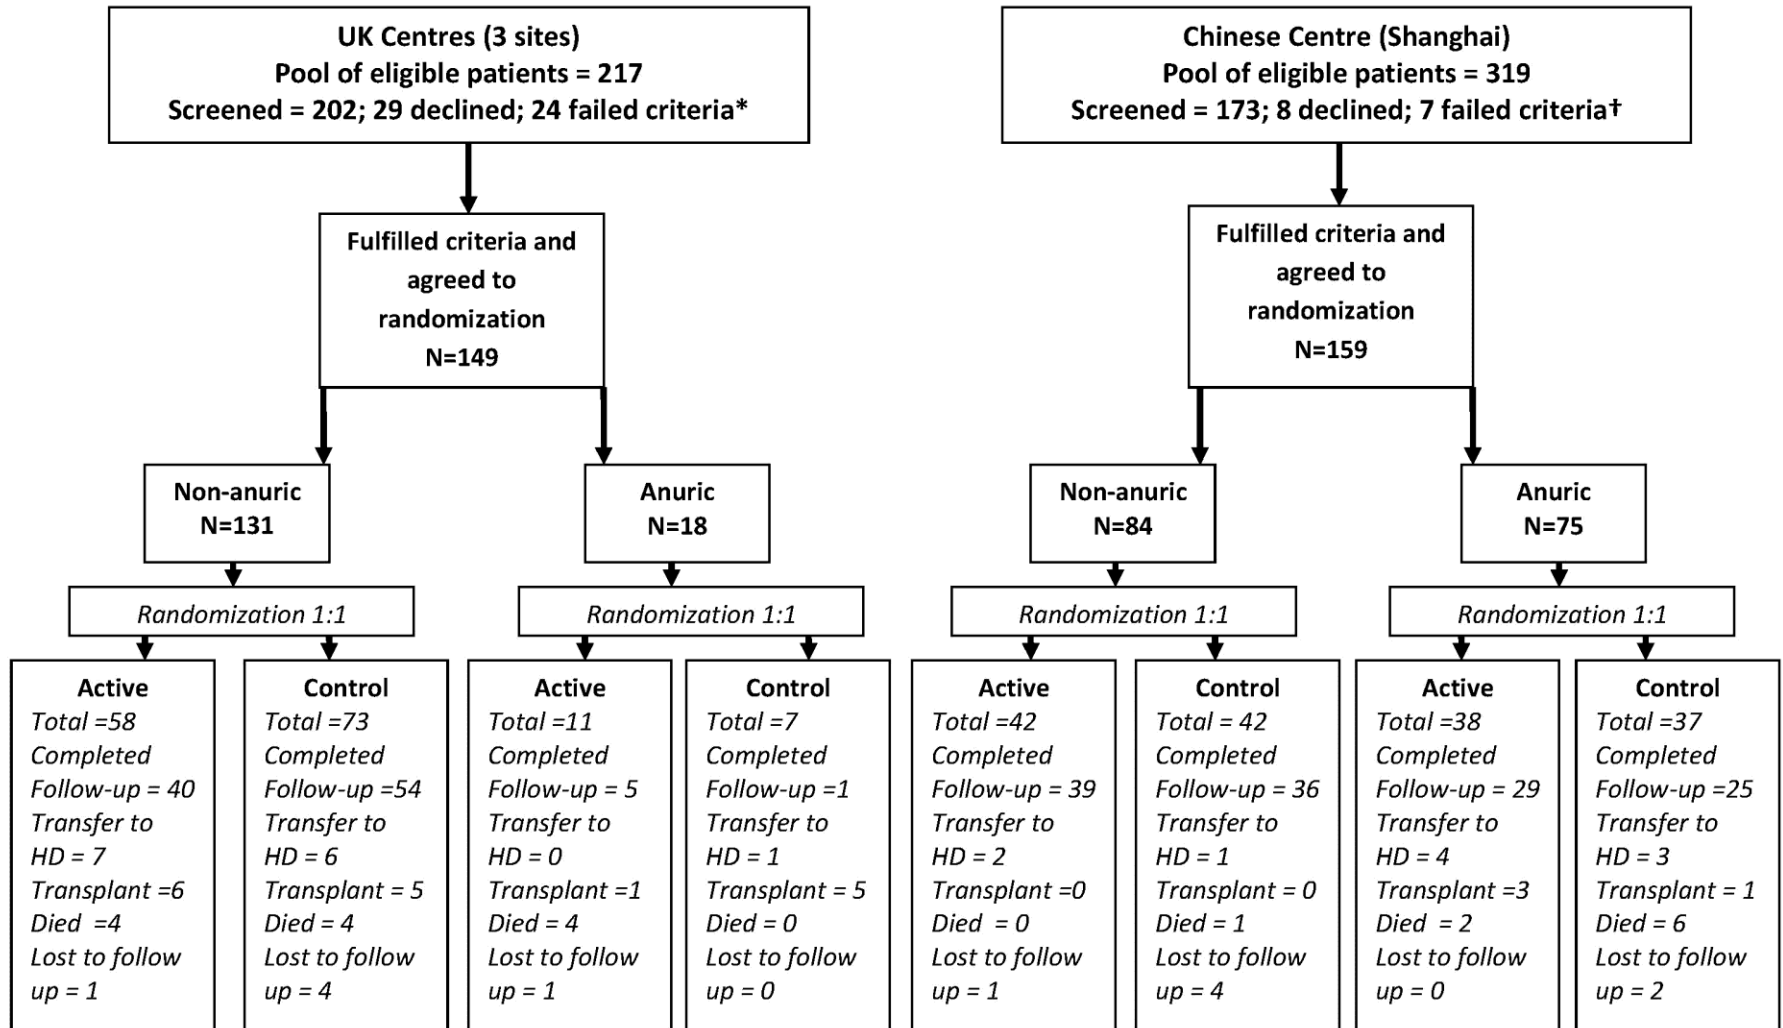 UK Centres (3 sites)
Pool of eligible patients = 217
Screened = 202; 29 declined; 24 failed criteria*
Chinese Centre (Shanghai)
Pool of eligible patients = 319
Screened = 173; 8 declined; 7 failed criteria†
Fulfilled criteria and
agreed to
randomization
N=149
Fulfilled criteria and
agreed to
randomization
N=159
Non-anuric
N=131
Anuric
N=18
Non-anuric
N=84
Anuric
N=75
Randomization 1:1
Randomization 1:1
Randomization 1:1
Randomization 1:1
Active
Total =58
Completed
Follow-up = 40
Transfer to
HD = 7
Transplant =6
Died =4
Lost to follow
up = 1
Control
Total =73
Completed
Follow-up =54
Transfer to
HD = 6
Transplant = 5
Died = 4
Lost to follow
up = 4
Active
Total =11
Completed
Follow-up = 5
Transfer to
HD = 0
Transplant =1
Died = 4
Lost to follow
up = 1
Control
Total =7
Completed
Follow-up =1
Transfer to
HD = 1
Transplant = 5
Died = 0
Lost to follow
up = 0
Active
Total =42
Completed
Follow-up = 39
Transfer to
HD = 2
Transplant =0
Died = 0
Lost to follow
up = 1
Control
Total = 42
Completed
Follow-up = 36
Transfer to
HD = 1
Transplant = 0
Died = 1
Lost to follow
up = 4
Active
Total =38
Completed
Follow-up = 29
Transfer to
HD = 4
Transplant =3
Died = 2
Lost to follow
up = 0
Control
Total =37
Completed
Follow-up =25
Transfer to
HD = 3
Transplant = 1
Died = 6
Lost to follow
up = 2